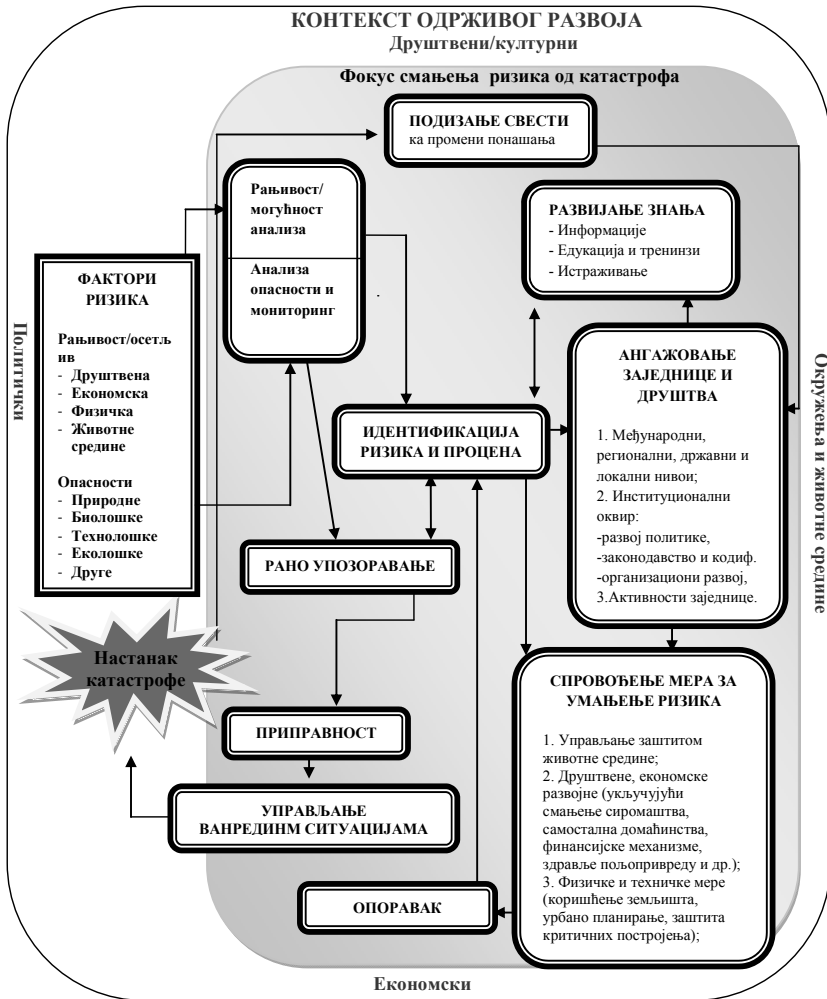 КОНТЕКСТ ОДРЖИВОГ РАЗВОЈА
Друштвени/културни
Фокус смањења ризика од катастрофа
ПОДИЗАЊЕ СВЕСТИ
ка промени понашања
Рањивост/
могућност
анализа
Анализа
опасности и
мониторинг
РАЗВИЈАЊЕ ЗНАЊА
- Информације
- Едукација и тренинзи
- Истраживање
ФАКТОРИ
РИЗИКА
Рањивост/осетљ
ив
- Друштвена
- Економска
- Физичка
- Животне
средине
Опасности
- Природне
- Биолошке
- Технолошке
- Еколошке
- Друге
Политички
ИДЕНТИФИКАЦИЈА
РИЗИКА И ПРОЦЕНА
АНГАЖОВАЊЕ
ЗАЈЕДНИЦЕ И
ДРУШТВА
1. Међународни,
регионални, државни и
локални нивои;
2. Институционални
оквир:
-развој политике,
-законодавство и кодиф.
-организациони развој,
3.Активности заједнице.
Окружења и животне средине
РАНО УПОЗОРАВАЊЕ
Настанак
катастрофе
ПРИПРАВНОСТ
УПРАВЉАЊЕ
ВАНРЕДИНМ СИТУАЦИЈАМА
СПРОВОЂЕЊЕ МЕРА ЗА
УМАЊЕЊЕ РИЗИКА
1. Управљање заштитом
животне средине;
2. Друштвене, економске
развојне (укључујући
смањење сиромаштва,
самостална домаћинства,
финансијске механизме,
здравље пољопривреду и др.);
3. Физичке и техничке мере
(коришћење земљишта,
урбано планирање, заштита
критичних постројења);
ОПОРАВАК
Економски